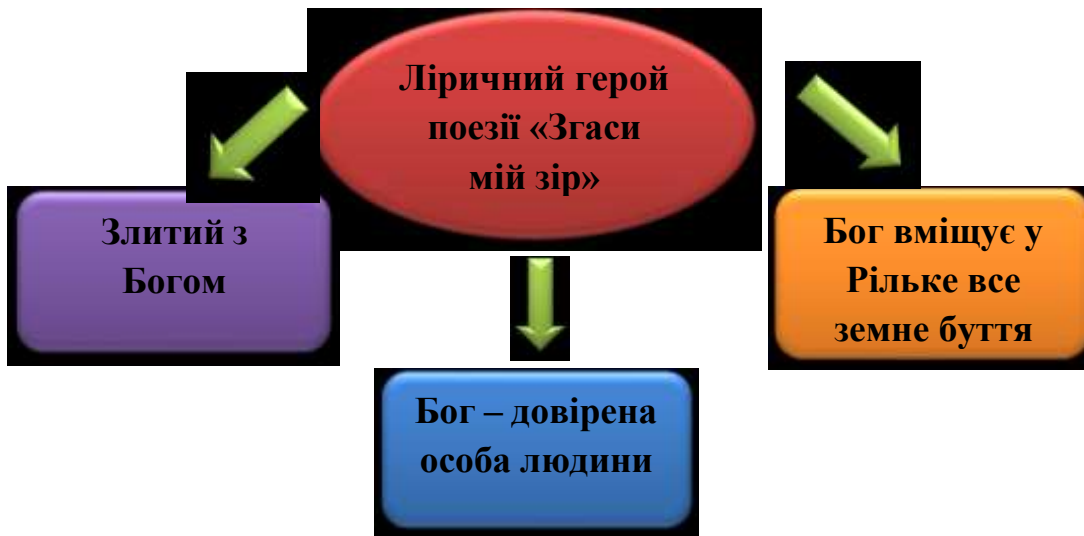 Ліричний герой
поезії «Згаси
мій зір»
Злитий з
Богом
Бог – довірена
особа людини
Бог вміщує у
Рільке все
земне буття